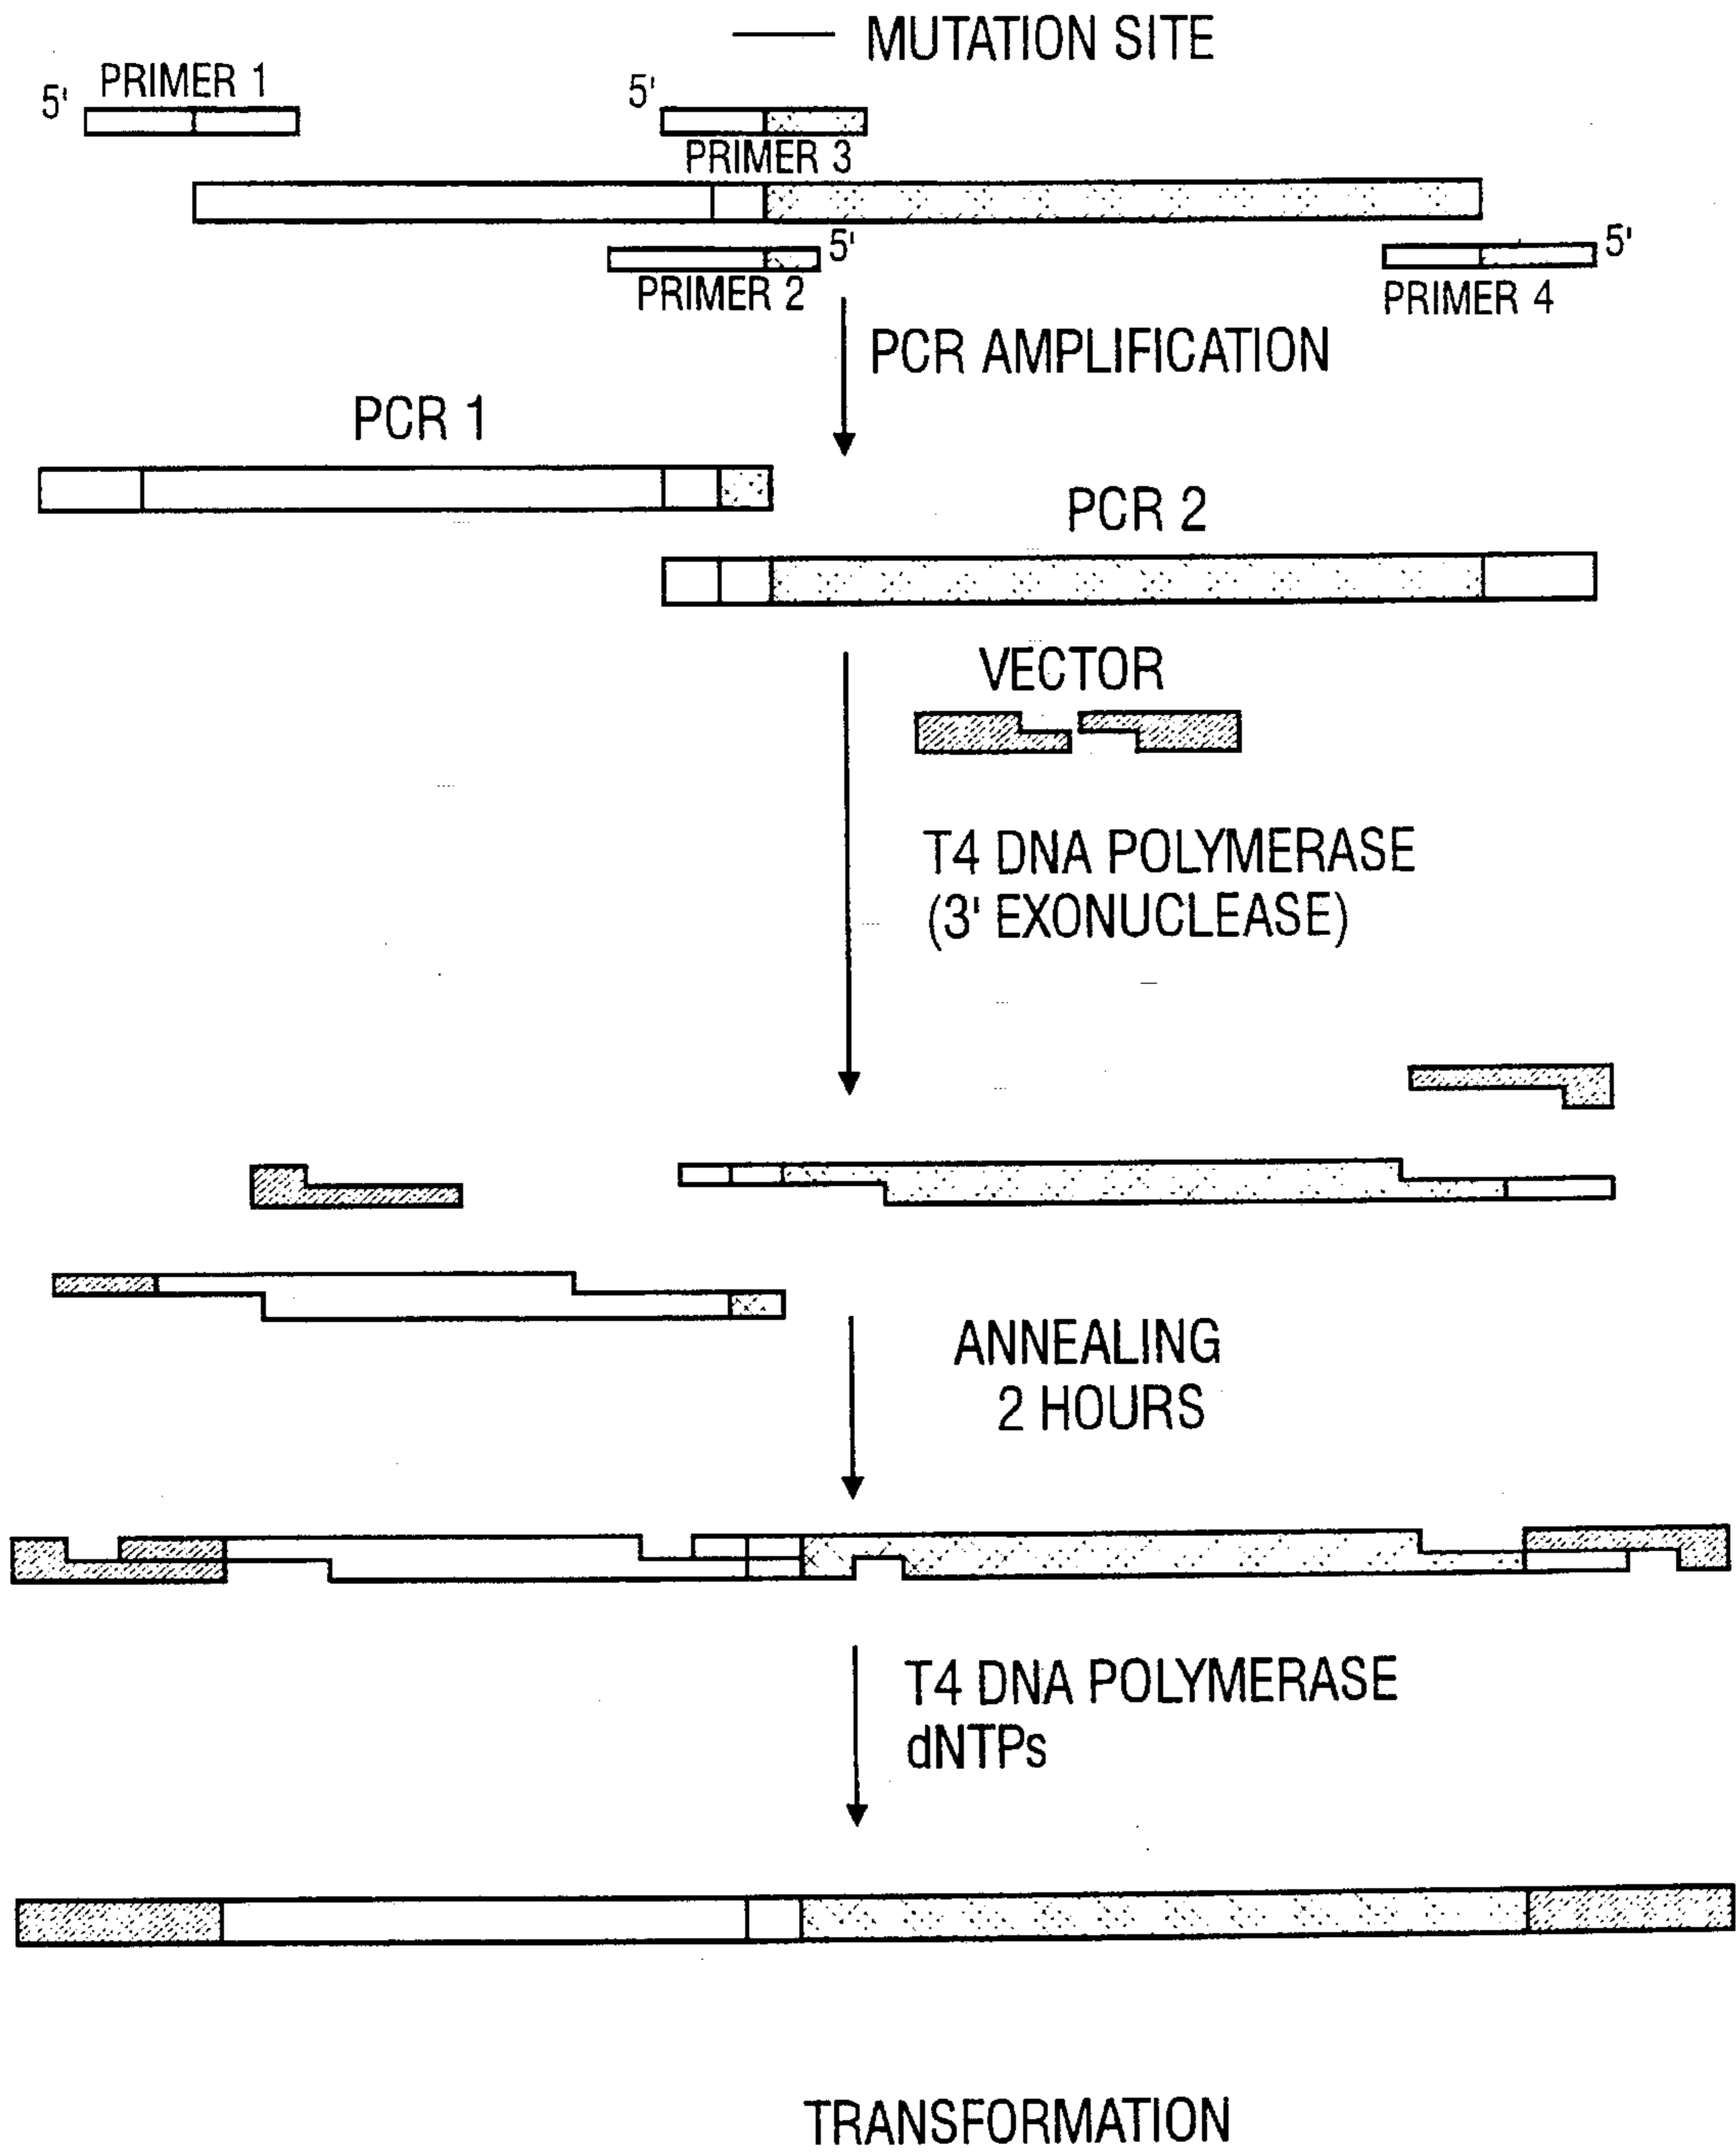 MUTATION SITE
PRIMER 1
5'
5'
PRIMER 3
5'
5'
PRIMER 2
PRIMER 4
PCR AMPLIFICATION
PCR 1
PCR 2
VECTOR
T4 DNA POLYMERASE
(3' EXONUCLEASE)
ANNEALING
2 HOURS
T4 DNA POLYMERASE
dNTPs
TRANSFORMATION